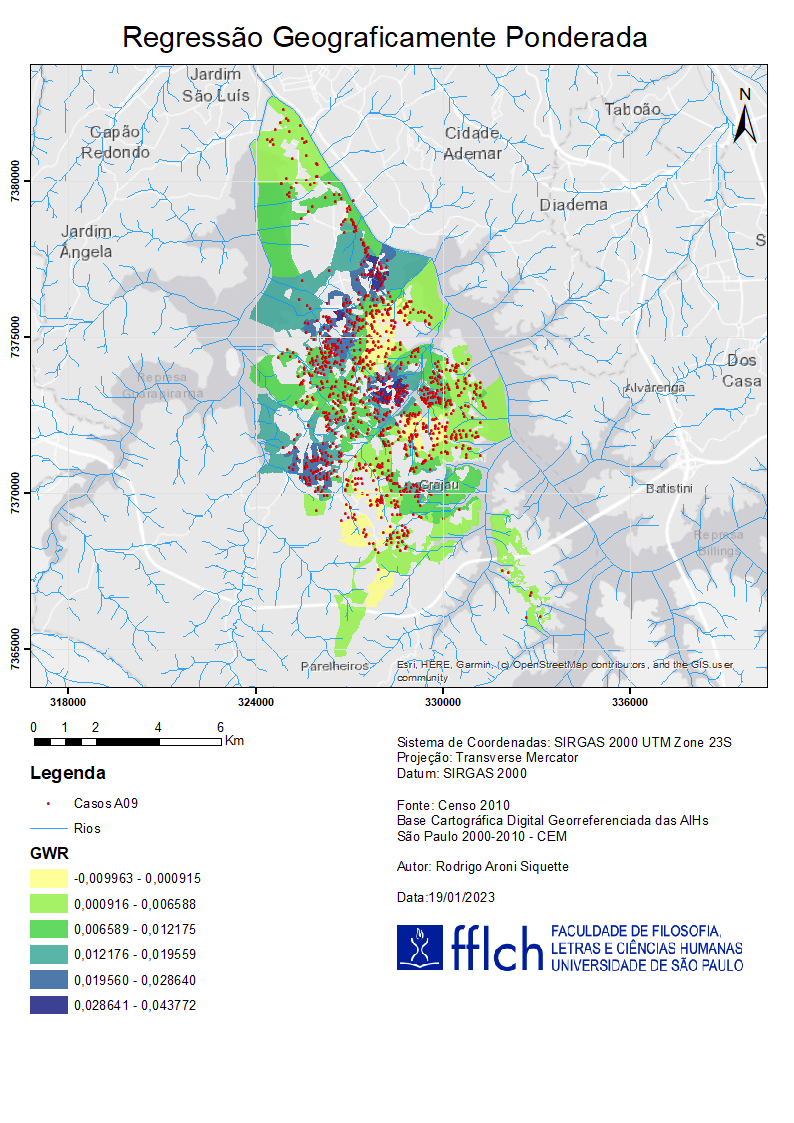 Regressão Geograficamente Ponderada
Jardim
São Luís
Taboão
N
Capão
Redondo
Cidade
Ademar
7380000
Diadema
Jardim
Ângela
S
7375000
Dos
Casa
Represa
Guarapiranga
Alvarenga
7370000
Grajaú
Batistini
Represa
Billings
7365000
Parelheiros
Esri, HERE, Garmin, (c) OpenStreetMap contributors, and the GIS user
community
318000 324000 330000 336000
0 1 2 4 6
Km
Legenda
Casos A09
Rios
GWR
-0,009963 - 0,000915
0,000916 - 0,006588
0,006589 - 0,012175
0,012176 - 0,019559
0,019560 - 0,028640
0,028641 - 0,043772
Sistema de Coordenadas: SIRGAS 2000 UTM Zone 23S
Projeção: Transverse Mercator
Datum: SIRGAS 2000
Fonte: Censo 2010
Base Cartográfica Digital Georreferenciada das AIHs
São Paulo 2000-2010 - CEM
Autor: Rodrigo Aroni Siquette
Data:19/01/2023
fflch
FACULDADE DE FILOSOFIA,
LETRAS E CIÊNCIAS HUMANAS
UNIVERSIDADE DE SÃO PAULO